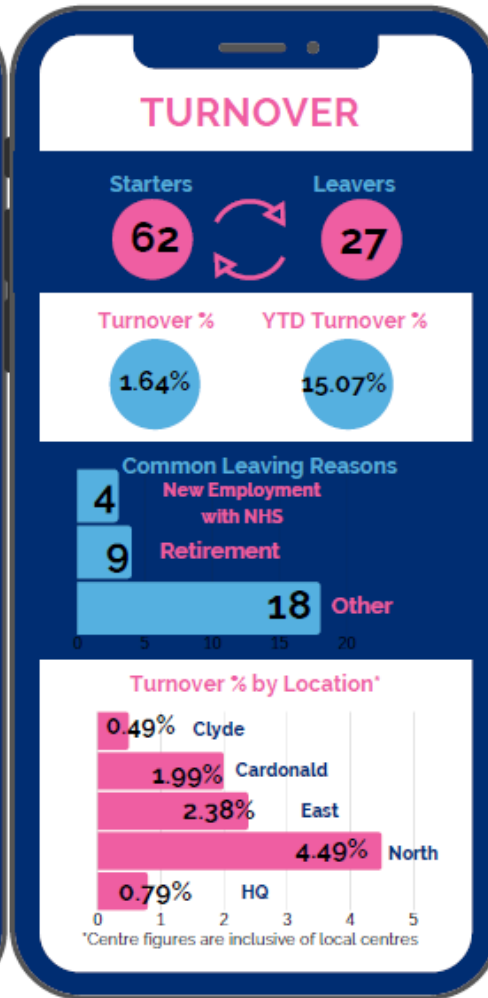 TURNOVER
Starters Leavers
62 27
Turnover % YTD Turnover %
1.64% 15.07%
Common Leaving Reasons
4 New Employment
with NHS
9 Retirement
18 Other
0 5 10 15 20
Turnover % by Location*
0.49% Clyde
1.99% Cardonald
2.38% East
4.49% North
0.79% HQ
0 1 2 3 4 5
*Centre figures are inclusive of local centres